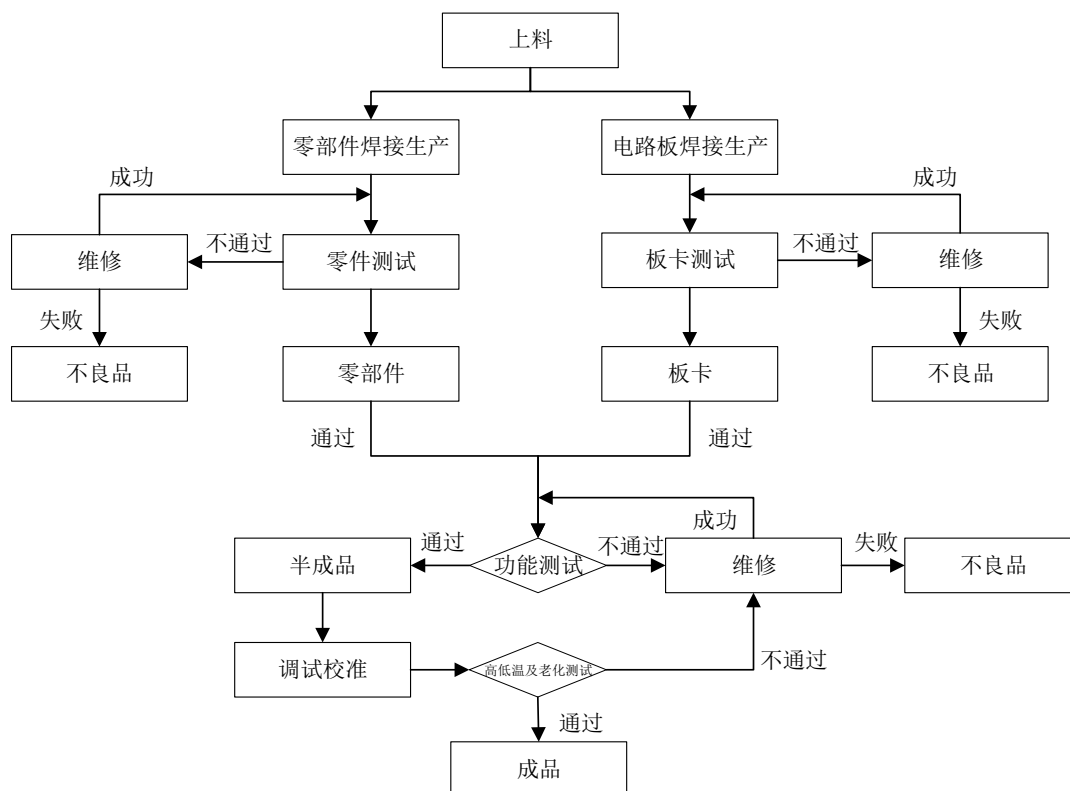 上料
零部件焊接生产
电路板焊接生产
成功
成功
维修
不通过
零件测试
板卡测试
不通过
维修
失败
失败
不良品
零部件
板卡
不良品
通过
通过
成功
半成品
通过
功能测试
不通过
维修
失败
不良品
调试校准
高低温及老化测试
不通过
通过
成品